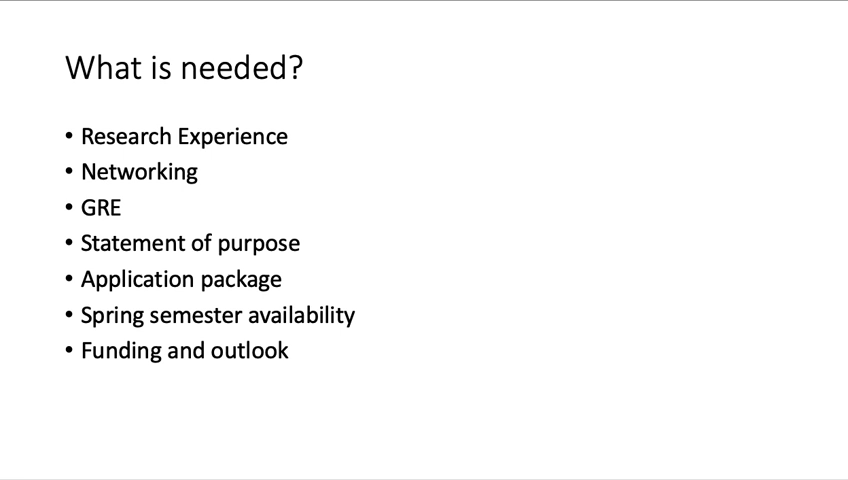 What is needed?
• Research Experience
• Networking
• GRE
• Statement of purpose
• Application package
• Spring semester availability
• Funding and outlook